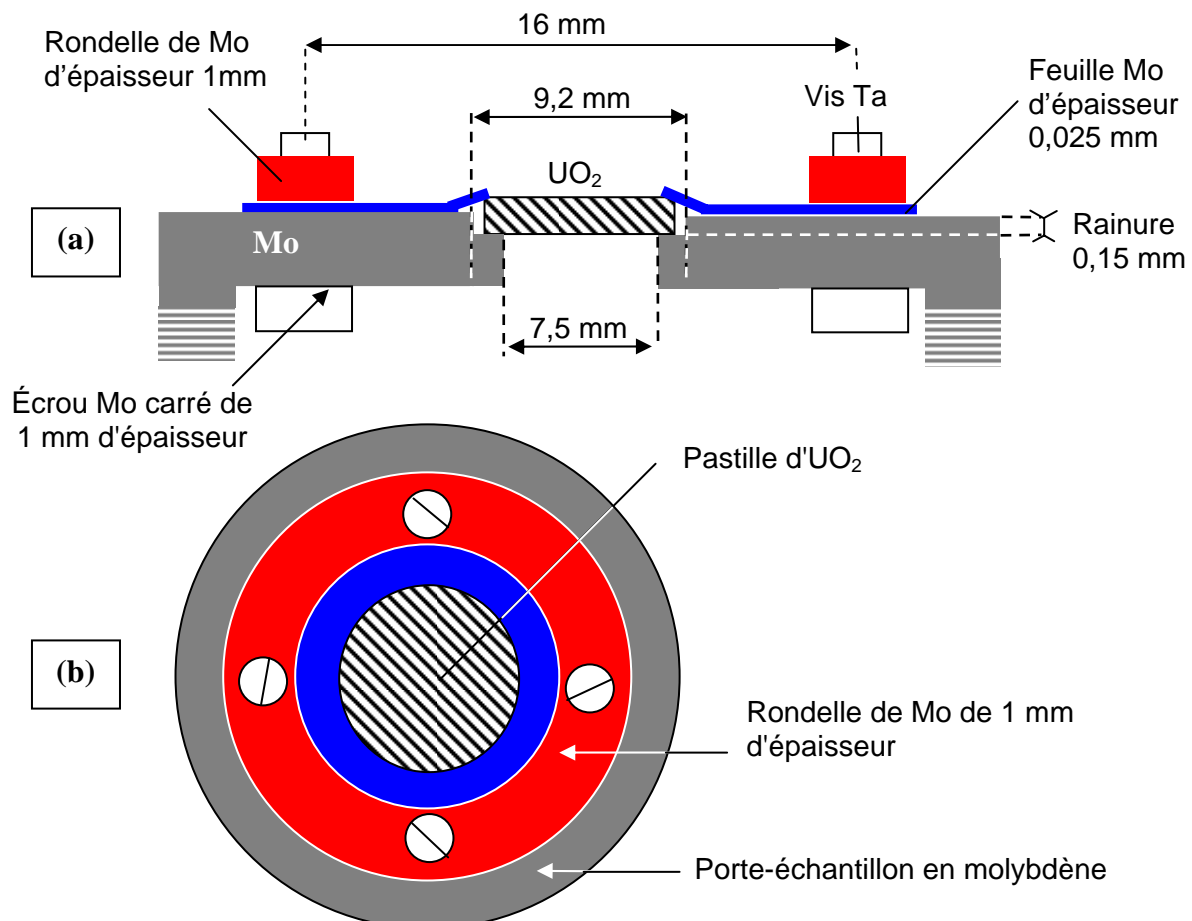 16 mm
Rondelle de Mo
d'épaisseur 1mm
9,2 mm
Vis Ta
Feuille Mo
d'épaisseur
0,025 mm
UO₂
(a)
Mo
Rainure
0,15 mm
7,5 mm
Écrou Mo carré de
1 mm d'épaisseur
Pastille d'UO₂
(b)
Rondelle de Mo de 1 mm
d'épaisseur
Porte-échantillon en molybdène